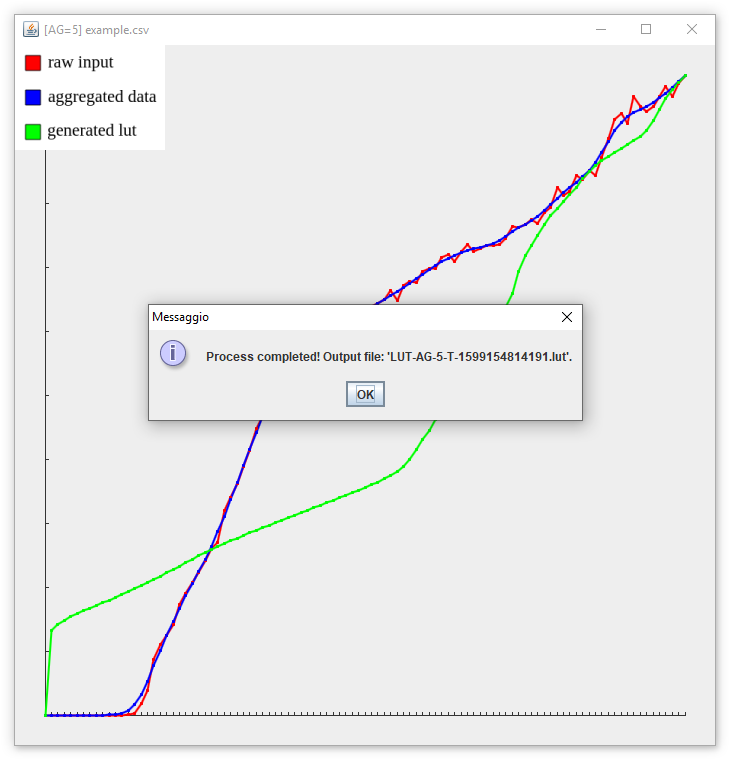 [AG=5] example.csv
raw input
aggregated data
generated lut
Messaggio
Process completed! Output file: 'LUT-AG-5-T-1599154814191.lut'.
OK